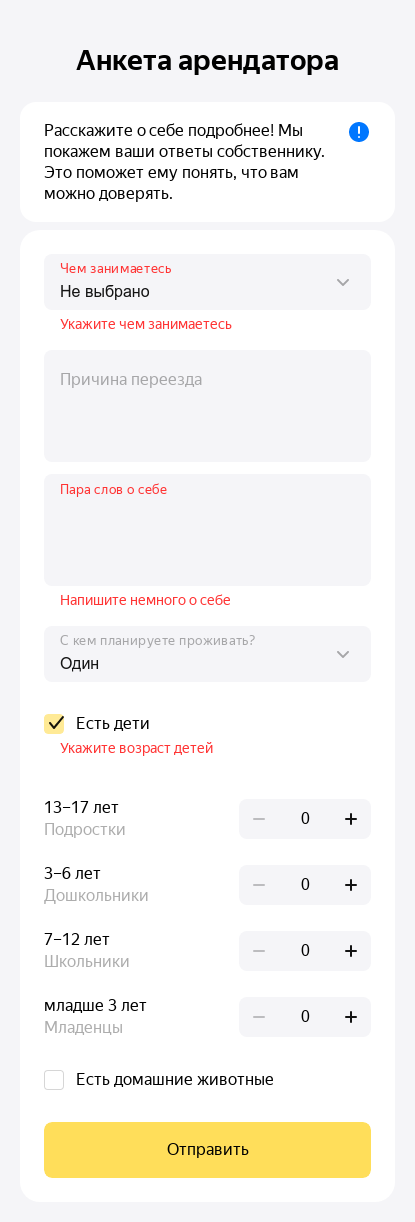 Анкета арендатора
Расскажите о себе подробнее! Мы
покажем ваши ответы собственнику.
Это поможет ему понять, что вам
можно доверять.
Чем занимаетесь
Не выбрано
Укажите чем занимаетесь
Причина переезда
Пара слов о себе
Напишите немного о себе
С кем планируете проживать?
Один
Есть дети
Укажите возраст детей
13–17 лет
Подростки
0
3–6 лет
Дошкольники
0
7–12 лет
Школьники
0
младше 3 лет
Младенцы
0
Есть домашние животные
Отправить